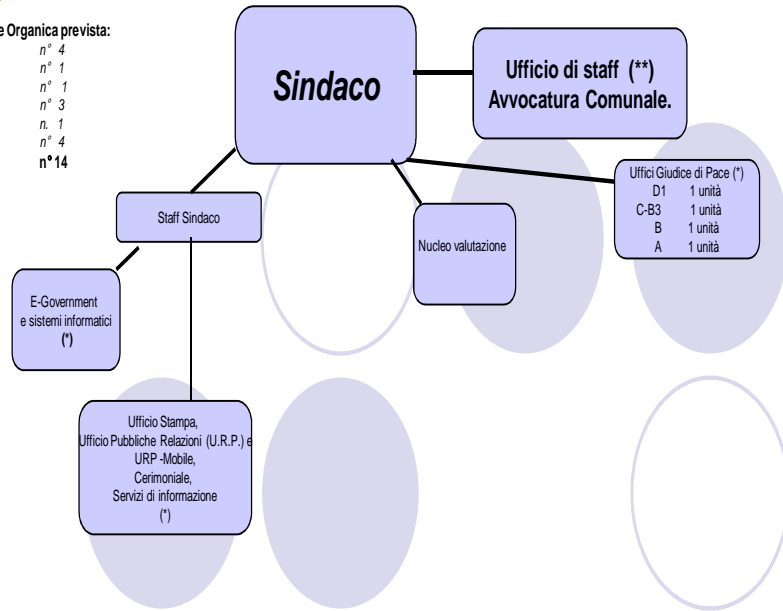 e Organica prevista:
n° 4
n° 1
n° 1
n° 3
n. 1
n° 4
n° 14
Sindaco
Ufficio di staff (**)
Avvocatura Comunale.
Uffici Giudice di Pace (*)
D1 1 unità
C-B3 1 unità
B 1 unità
A 1 unità
Staff Sindaco
Nucleo valutazione
E-Government
e sistemi informatici
(*)
Ufficio Stampa,
Ufficio Pubbliche Relazioni (U.R.P.) e
URP -Mobile,
Cerimoniale,
Servizi di informazione
(*)